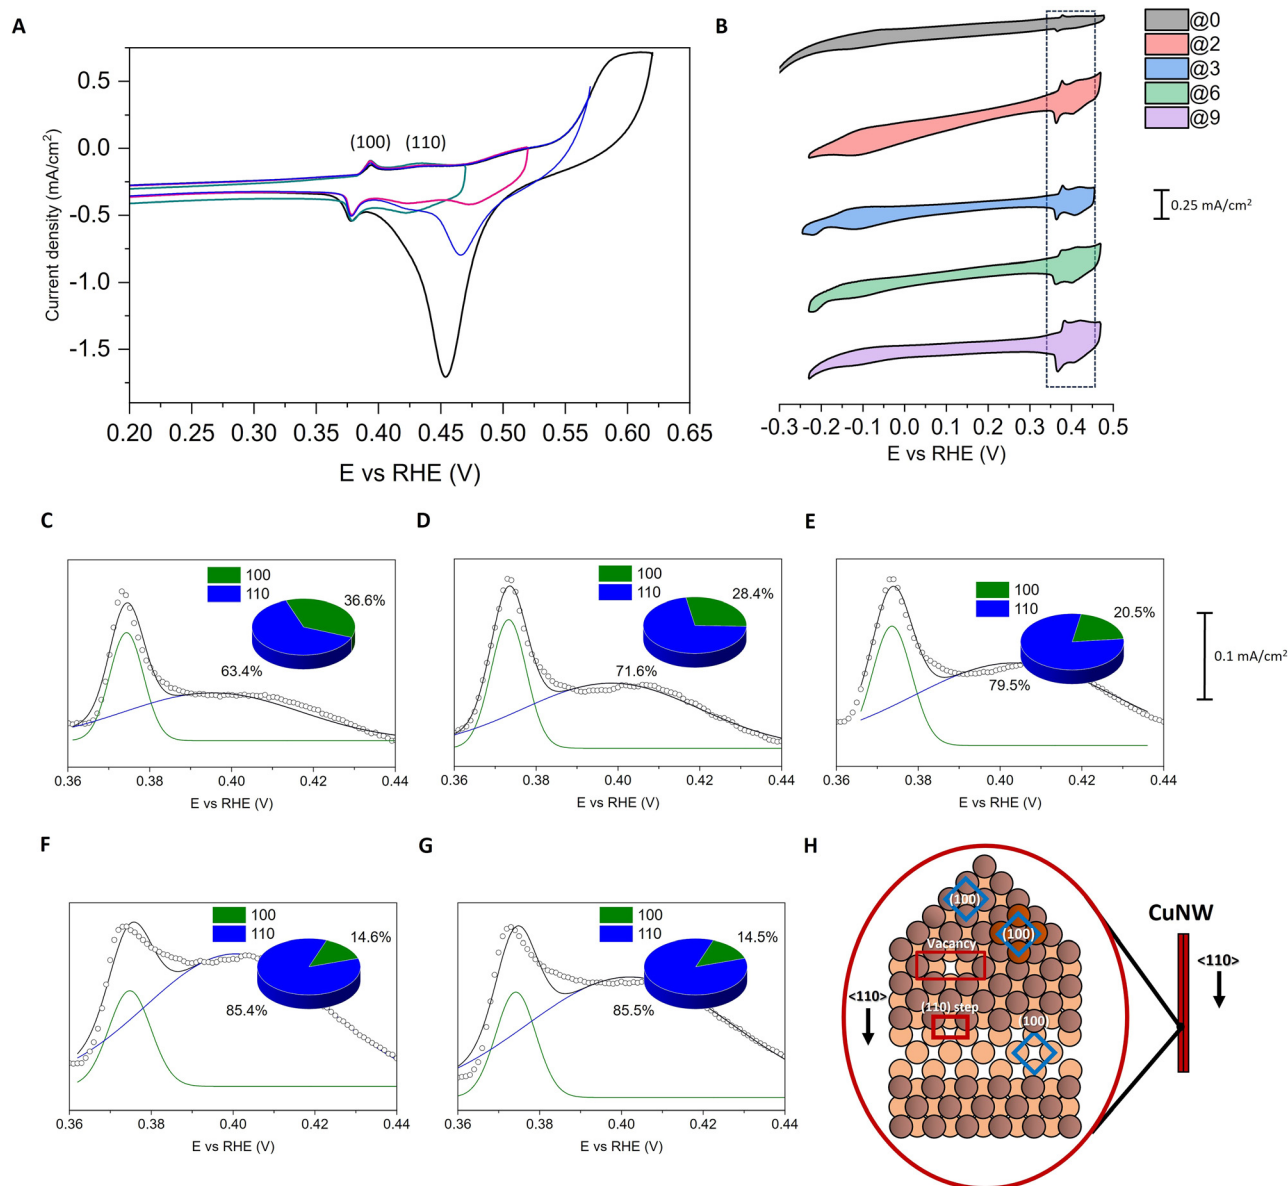 A
0.5
0.0
-0.5
-1.0
-1.5
Current density (mA/cm²)
(100)
(110)
0.20 0.25 0.30 0.35 0.40 0.45 0.50 0.55 0.60 0.65
E vs RHE (V)
B
@0
@2
@3
@6
@9
0.25 mA/cm²
-0.3 -0.2 -0.1 0.0 0.1 0.2 0.3 0.4 0.5
E vs RHE (V)
C
100
110
36.6%
63.4%
0.36 0.38 0.40 0.42 0.44
E vs RHE (V)
D
100
110
28.4%
71.6%
0.36 0.38 0.40 0.42 0.44
E vs RHE (V)
E
100
110
20.5%
79.5%
0.36 0.38 0.40 0.42 0.44
E vs RHE (V)
0.1 mA/cm²
F
100
110
14.6%
85.4%
0.36 0.38 0.40 0.42 0.44
E vs RHE (V)
G
100
110
14.5%
85.5%
0.36 0.38 0.40 0.42 0.44
E vs RHE (V)
H
(100)
(100)
Vacancy
<110>
(110) step
(100)
CuNW
<110>